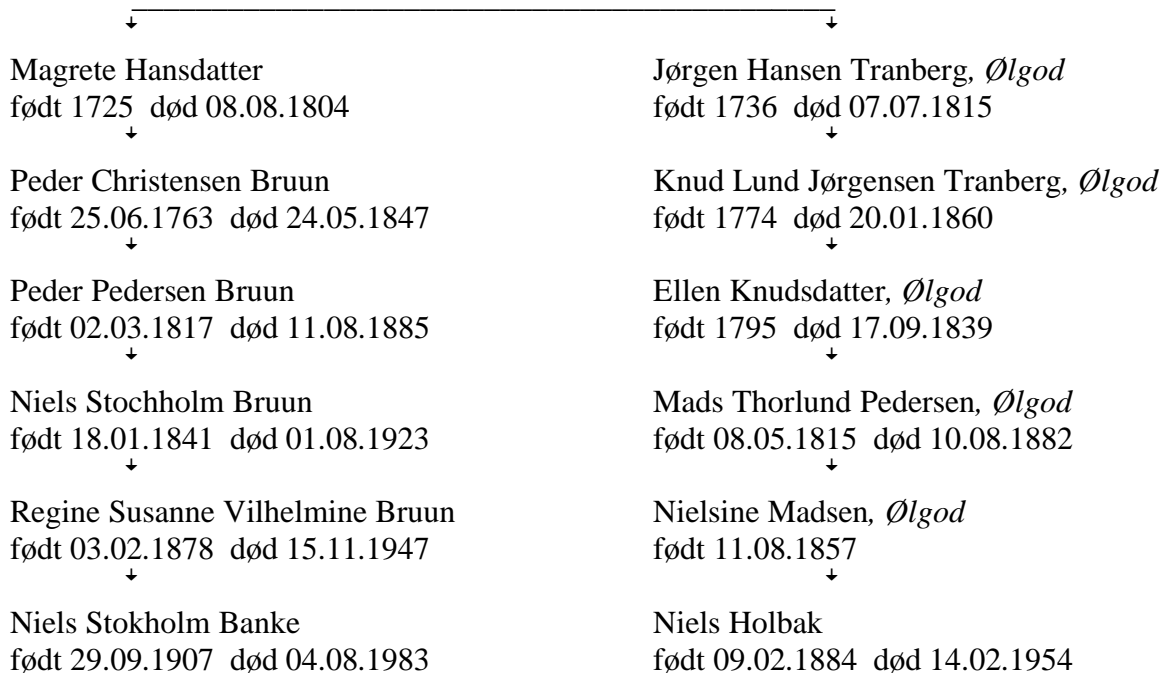 Magrete Hansdatter
født 1725 død 08.08.1804
Jørgen Hansen Tranberg, Ølgod
født 1736 død 07.07.1815
Peder Christensen Bruun
født 25.06.1763 død 24.05.1847
Knud Lund Jørgensen Tranberg, Ølgod
født 1774 død 20.01.1860
Peder Pedersen Bruun
født 02.03.1817 død 11.08.1885
Ellen Knudsdatter, Ølgod
født 1795 død 17.09.1839
Niels Stochholm Bruun
født 18.01.1841 død 01.08.1923
Mads Thorlund Pedersen, Ølgod
født 08.05.1815 død 10.08.1882
Regine Susanne Vilhelmine Bruun
født 03.02.1878 død 15.11.1947
Nielsine Madsen, Ølgod
født 11.08.1857
Niels Stokholm Banke
født 29.09.1907 død 04.08.1983
Niels Holbak
født 09.02.1884 død 14.02.1954